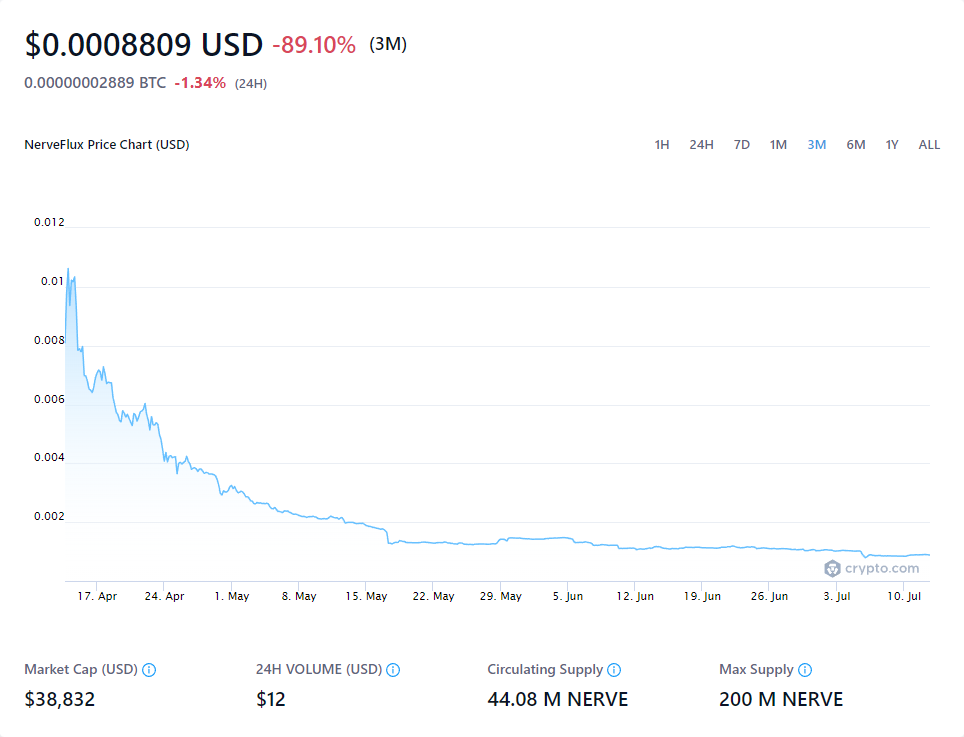 $0.0008809 USD -89.10% (3M)
0.00000002889 BTC -1.34% (24H)
NerveFlux Price Chart (USD) 1H 24H 7D 1M 3M 6M 1Y ALL
0.012
0.01
0.008
0.006
0.004
0.002
crypto.com
17. Apr 24. Apr 1. May 8. May 15. May 22. May 29. May 5. Jun 12. Jun 19. Jun 26. Jun 3. Jul 10. Jul
Market Cap (USD) 24H VOLUME (USD) Circulating Supply Max Supply
$38,832 $12 44.08 M NERVE 200 M NERVE